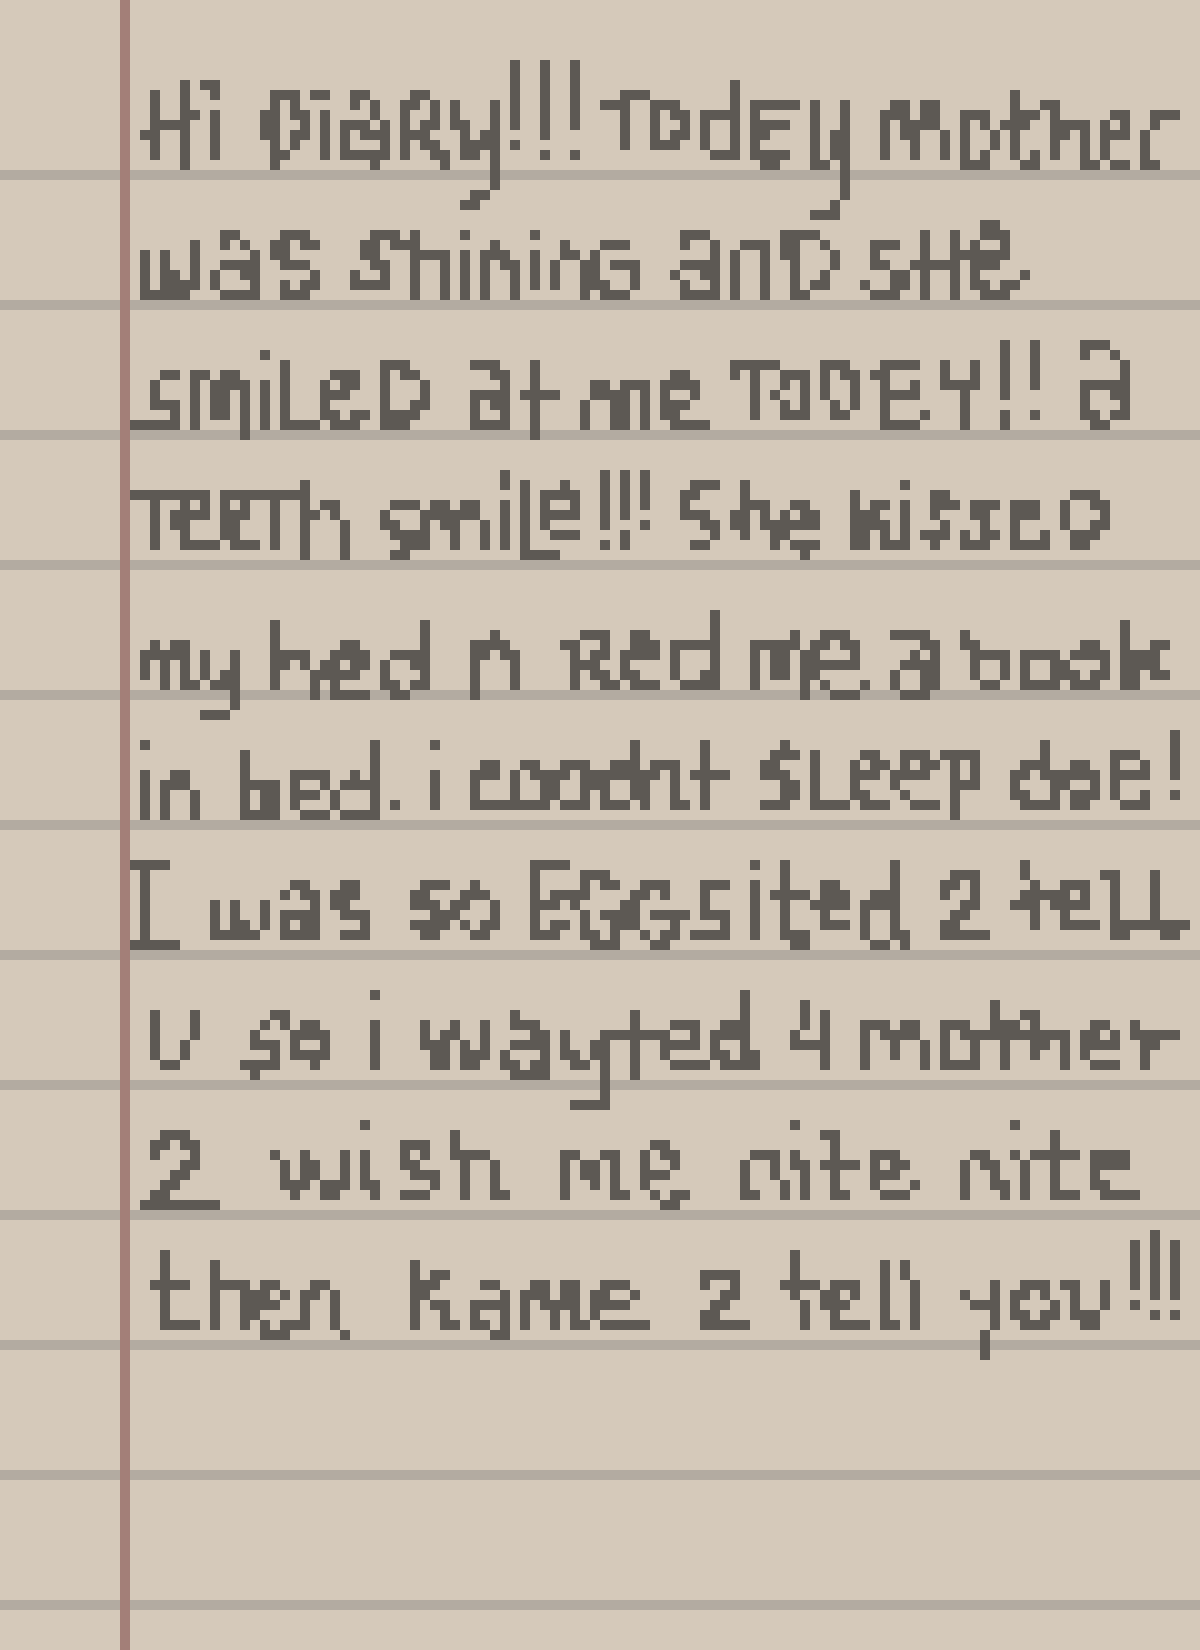 Hi DiaRy!!! TodEy Mother
was shininG anD sHe
smiLeD at me TODEY!! a
TEETh smiLe!!! She kissed
my hed n Red me a book
in bed. i coodnt sLeep doe!
I was so EGGsited 2 tell
U so i wayted 4 mother
2 wish me nite nite
then kame 2 tell you!!!